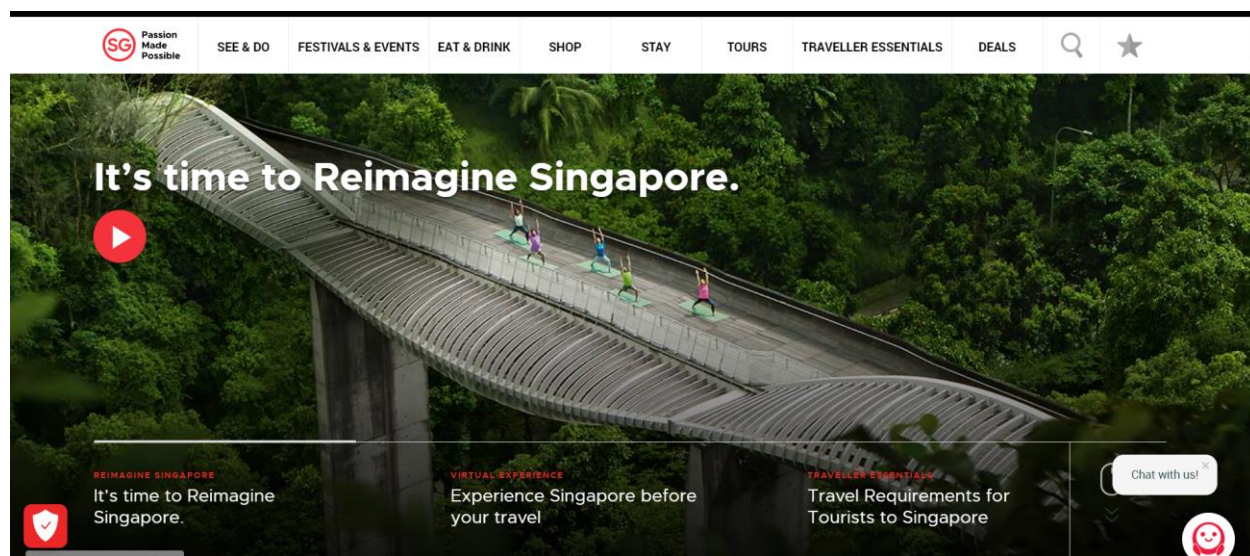 SG
Passion
Made
Possible
SEE & DO
FESTIVALS & EVENTS
EAT & DRINK
SHOP
STAY
TOURS
TRAVELLER ESSENTIALS
DEALS
It's time to Reimagine Singapore.
REIMAGINE SINGAPORE
It's time to Reimagine
Singapore.
VIRTUAL EXPERIENCE
Experience Singapore before
your travel
TRAVELLER ESSENTIALS
Travel Requirements for
Tourists to Singapore
Chat with us!